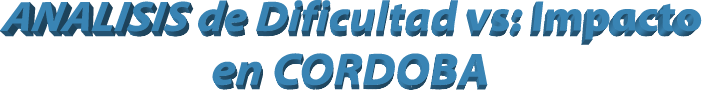 ANALISIS de Dificultad vs: Impacto
en CORDOBA